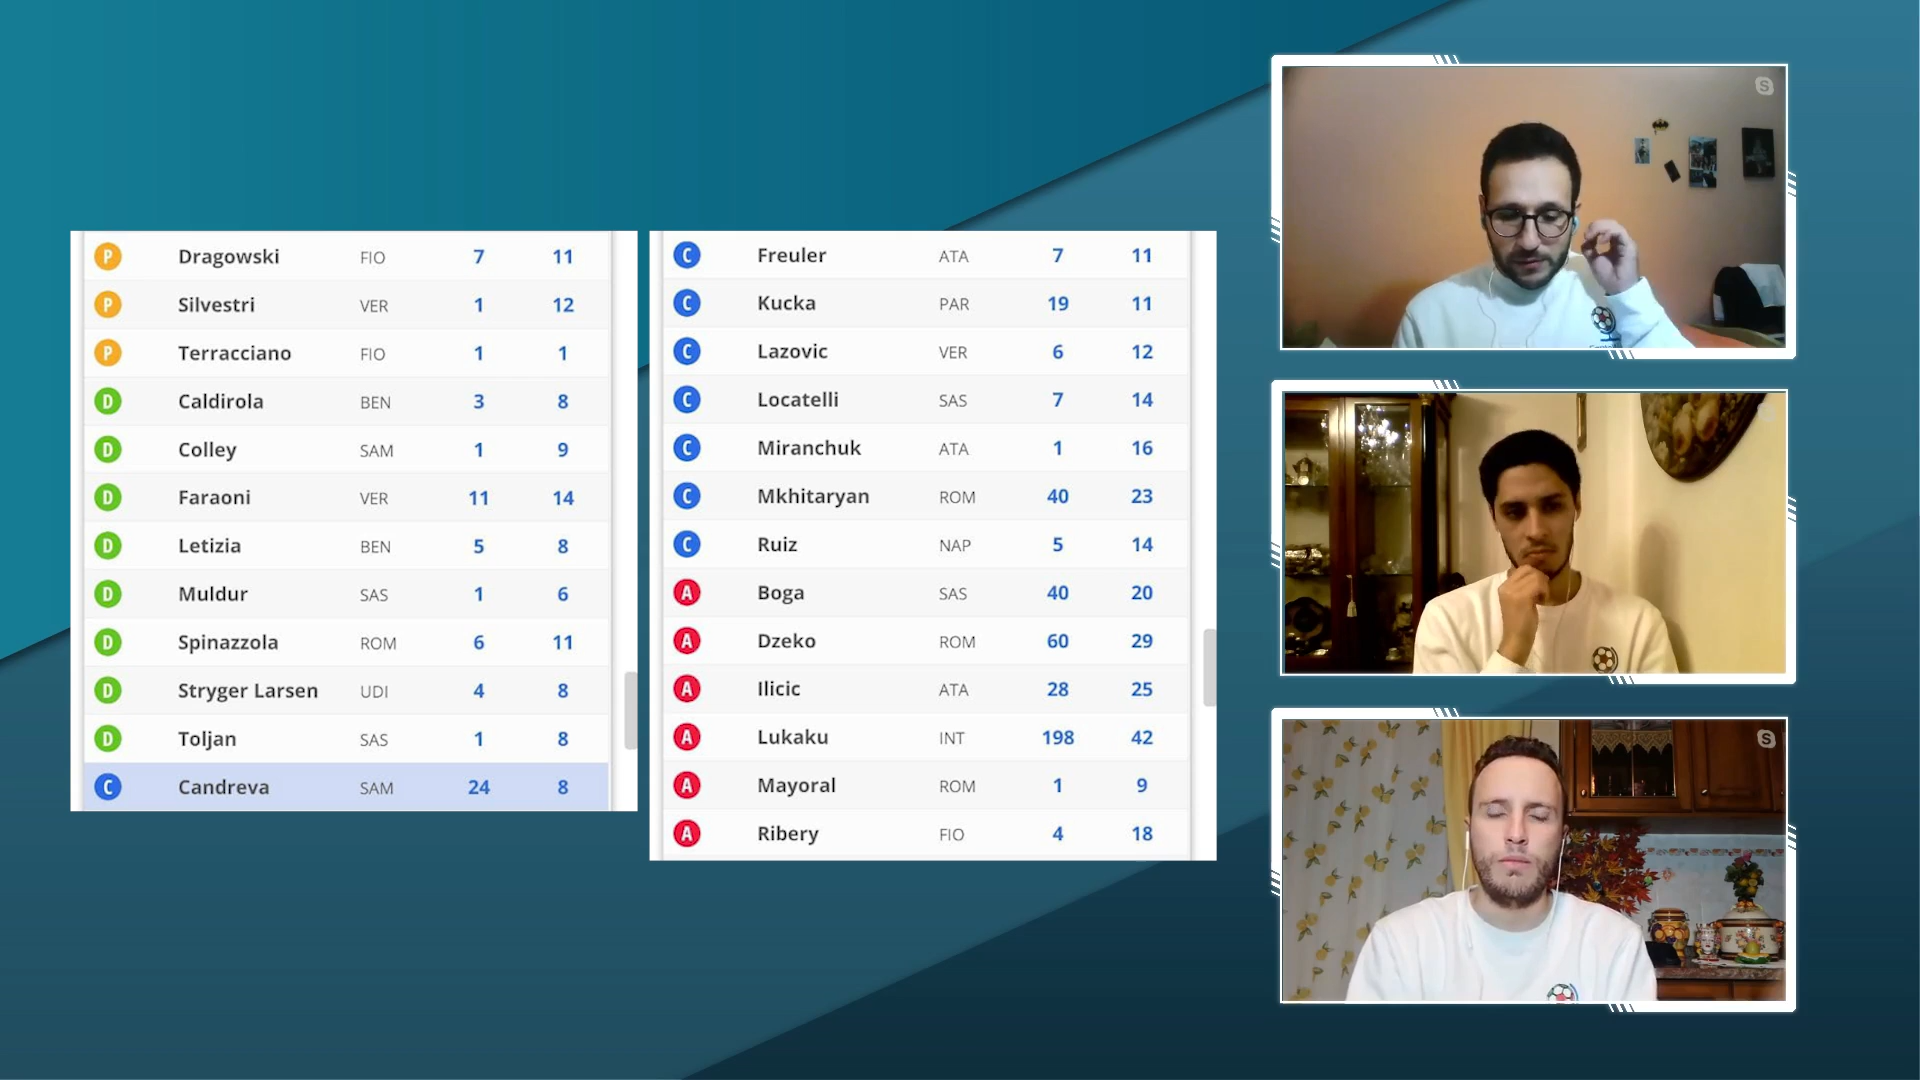 P Dragowski FIO 7 11
P Silvestri VER 1 12
P Terracciano FIO 1 1
D Caldirola BEN 3 8
D Colley SAM 1 9
D Faraoni VER 11 14
D Letizia BEN 5 8
D Muldur SAS 1 6
D Spinazzola ROM 6 11
D Stryger Larsen UDI 4 8
D Toljan SAS 1 8
C Candreva SAM 24 8
C Freuler ATA 7 11
C Kucka PAR 19 11
C Lazovic VER 6 12
C Locatelli SAS 7 14
C Miranchuk ATA 1 16
C Mkhitaryan ROM 40 23
C Ruiz NAP 5 14
A Boga SAS 40 20
A Dzeko ROM 60 29
A Ilicic ATA 28 25
A Lukaku INT 198 42
A Mayoral ROM 1 9
A Ribery FIO 4 18
S
S